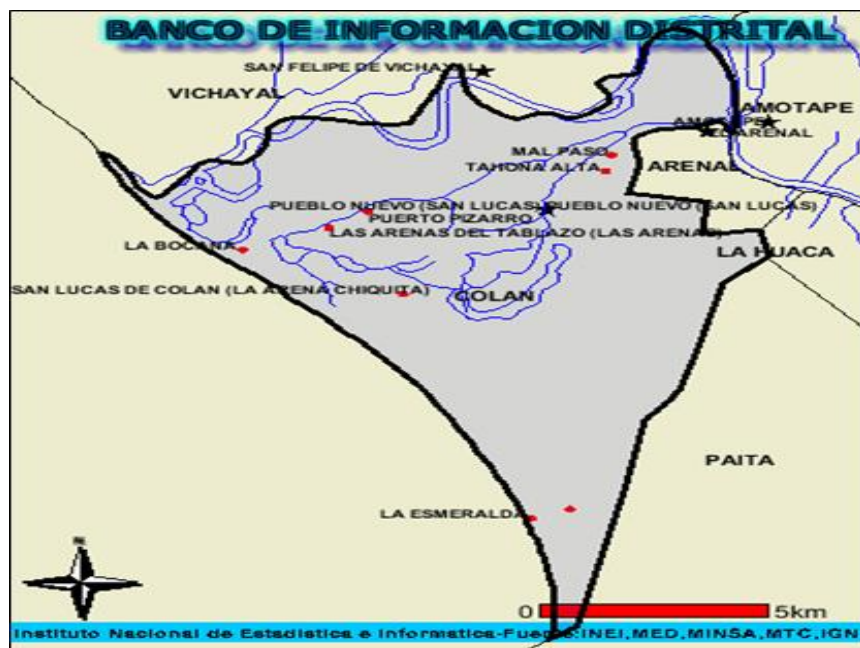 BANCO DE INFORMACION DISTRITAL
SAN FELIPE DE VICHAYAL
VICHAYAL
AMOTAPE
AMOTAPE
EL ARENAL
MAL PASO
TAHONA ALTA
ARENAL
PUEBLO NUEVO (SAN LUCAS)
PUEBLO NUEVO (SAN LUCAS)
PUERTO PIZARRO
LAS ARENAS DEL TABLAZO (LAS ARENAS)
LA BOCANA
LA HUACA
SAN LUCAS DE COLAN (LA ARENA CHIQUITA)
COLAN
PAITA
LA ESMERALDA
N
0 5km
Instituto Nacional de Estadistica e Informatica-Fuente:INEI,MED,MINSA,MTC,IGN